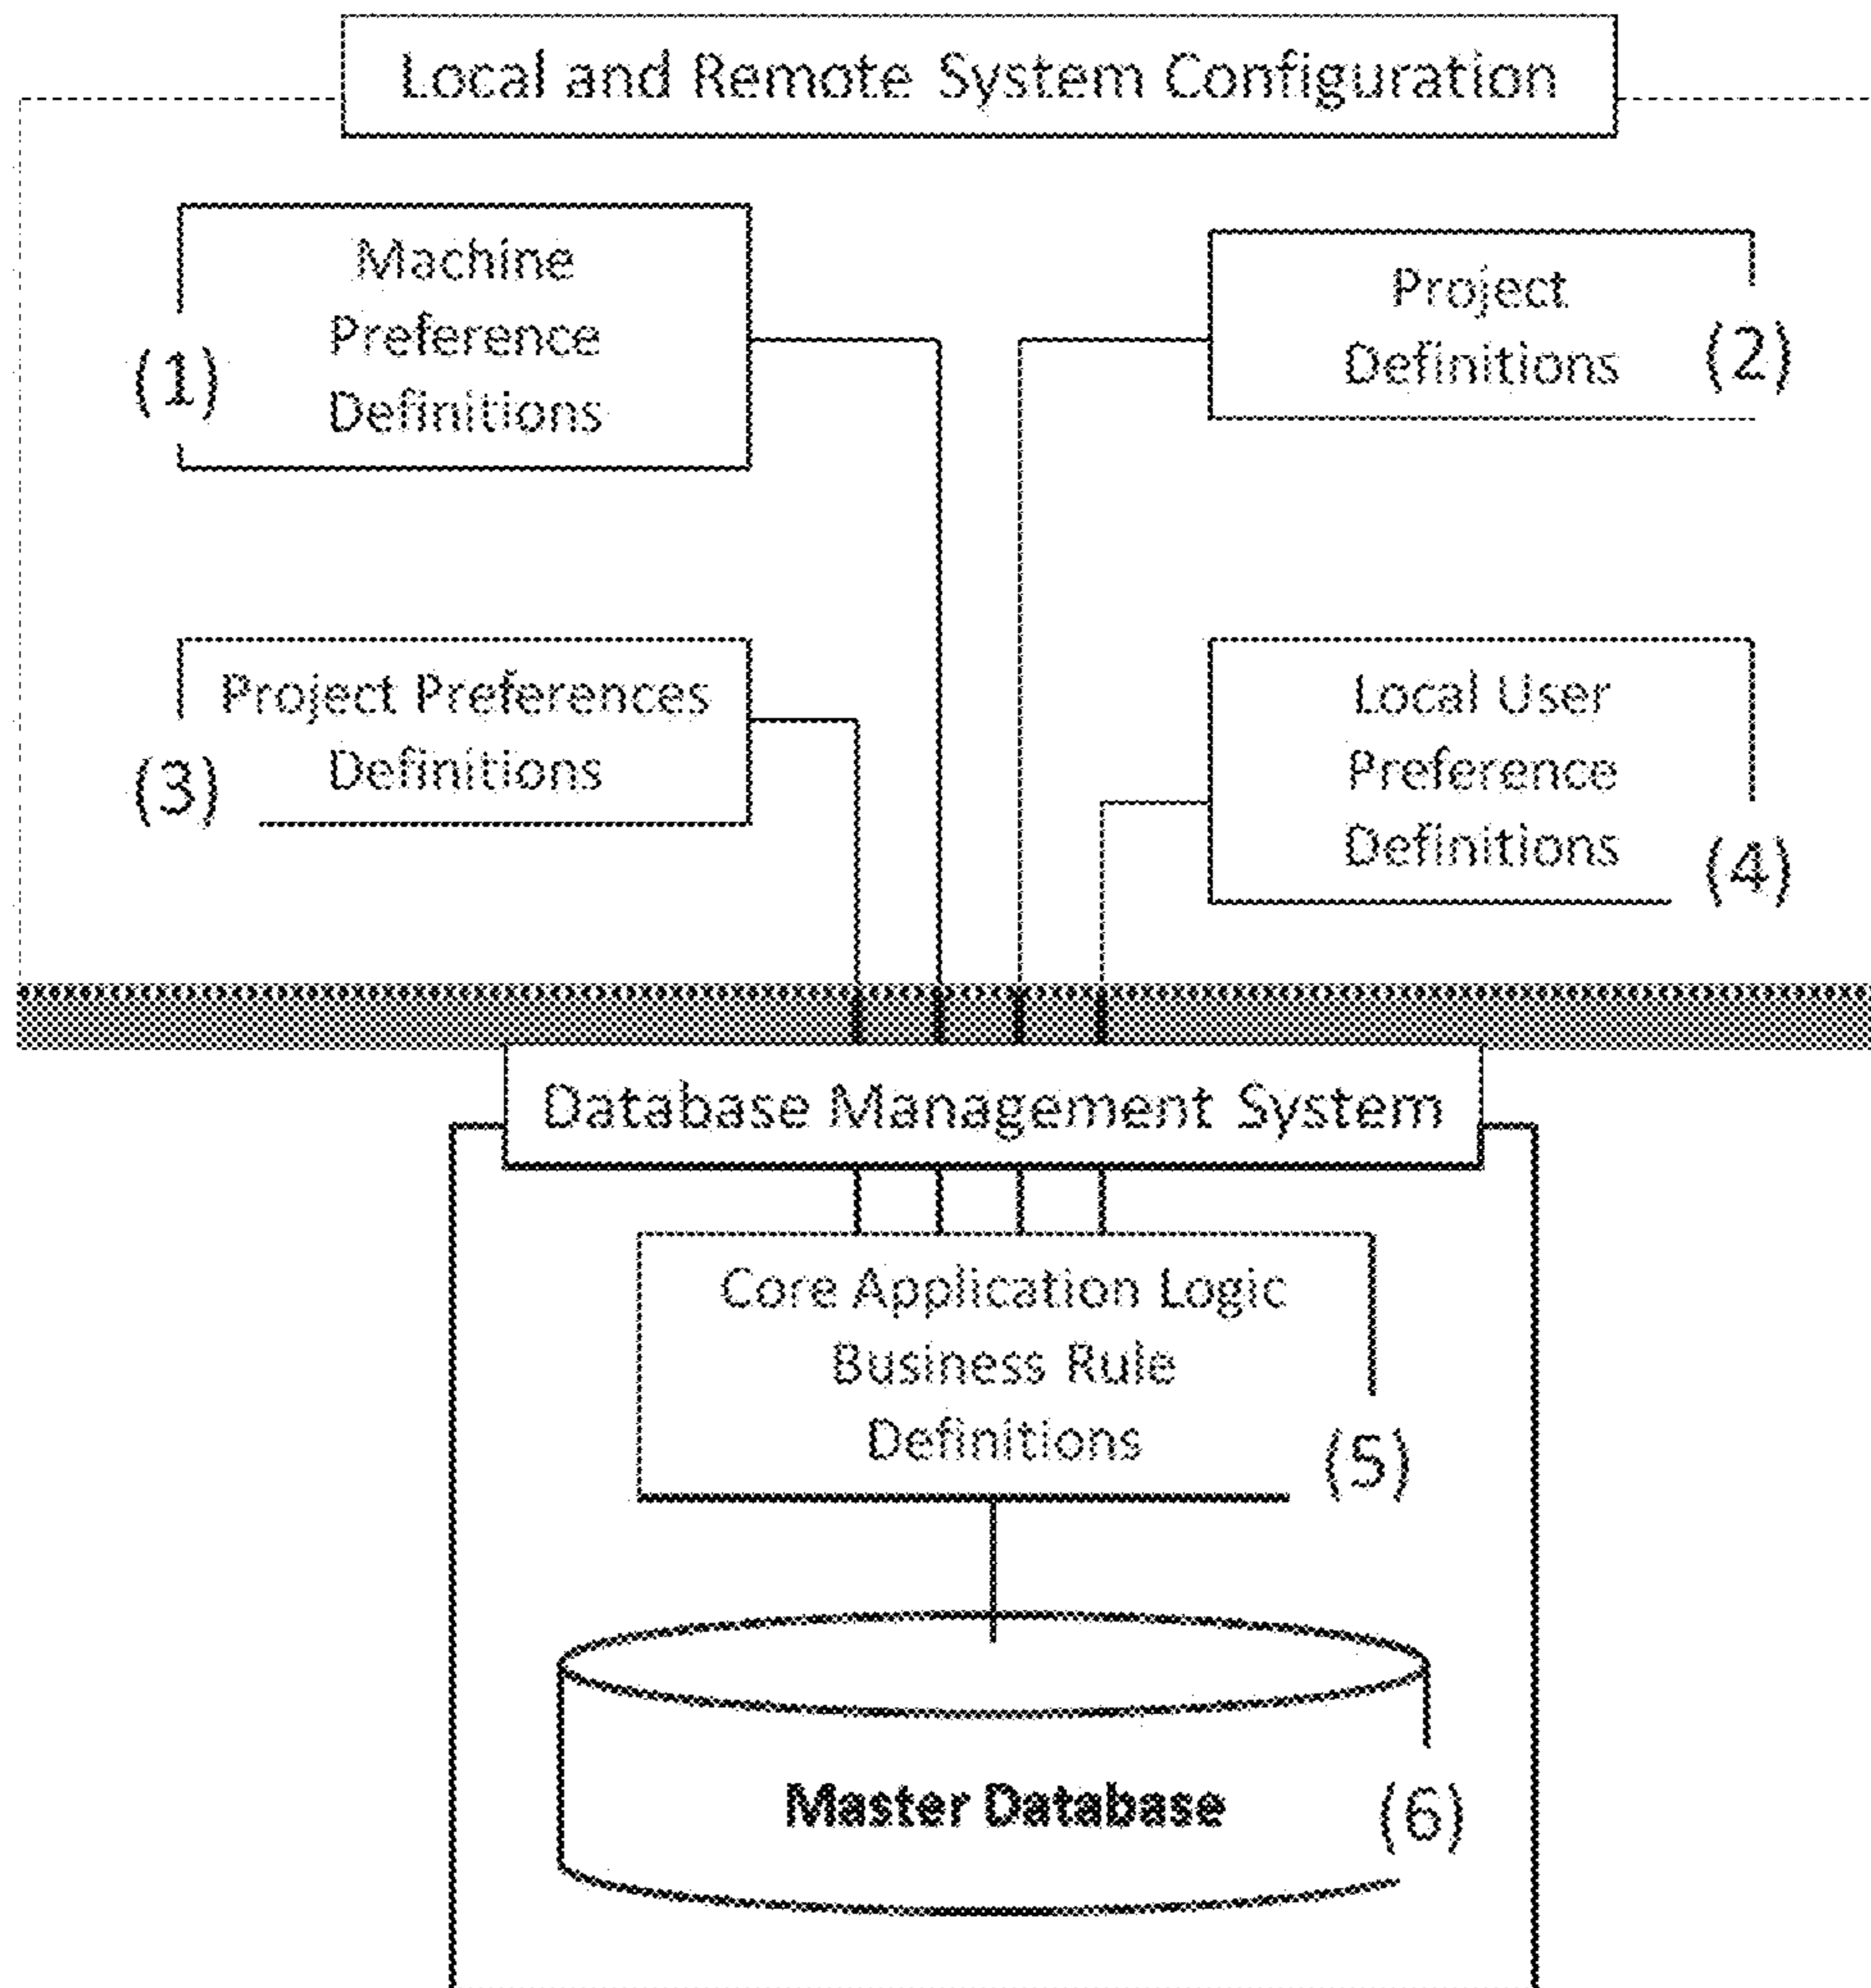 Local and Remote System Configuration
Machine
Preference
Definitions
(1)
Project
Definitions
(2)
Project Preferences
Definitions
(3)
Local User
Preference
Definitions
(4)
Database Management System
Core Application Logic
Business Rule
Definitions
(5)
Master Database
(6)